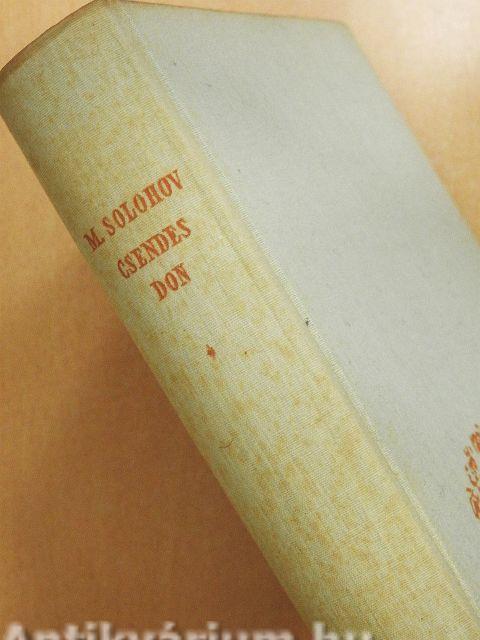 M. SOLOHOV
CSENDES
DON
Antikvárium.hu